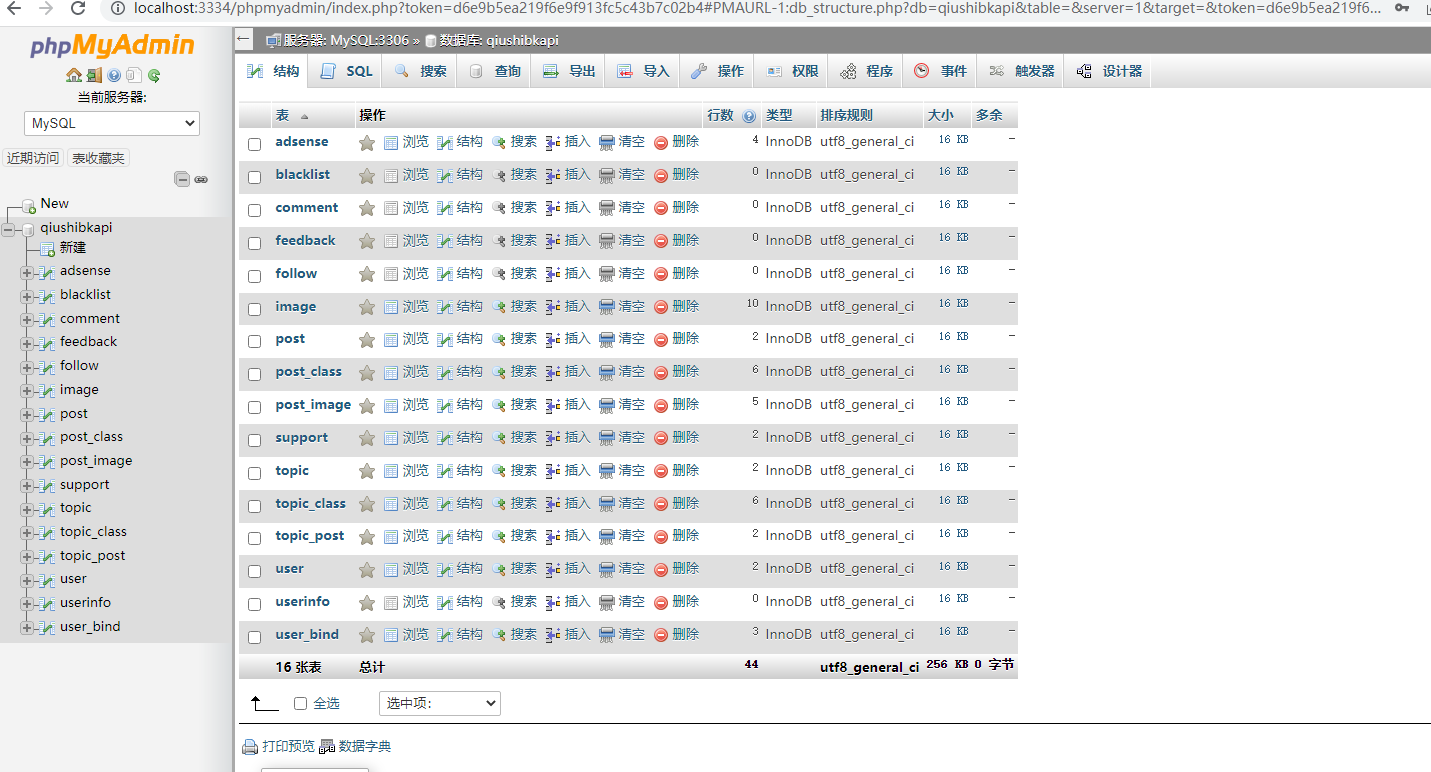 localhost:3334/phpmyadmin/index.php?token=d6e9b5ea219f6e9f913fc5c43b7c02b4#PMAURL-1:db_structure.php?db=qiushibkapi&table=&server=1&target=&token=d6e9b5ea219f6...
phpMyAdmin
当前服务器:
MySQL
近期访问 表收藏夹
New
qiushibkapi
新建
adsense
blacklist
comment
feedback
follow
image
post
post_class
post_image
support
topic
topic_class
topic_post
user
userinfo
user_bind
服务器: MySQL:3306 » 数据库: qiushibkapi
结构 SQL 搜索 查询 导出 导入 操作 权限 程序 事件 触发器 设计器
表 操作 行数 类型 排序规则 大小 多余
adsense 浏览 结构 搜索 插入 清空 删除 4 InnoDB utf8_general_ci 16 KB -
blacklist 浏览 结构 搜索 插入 清空 删除 0 InnoDB utf8_general_ci 16 KB -
comment 浏览 结构 搜索 插入 清空 删除 0 InnoDB utf8_general_ci 16 KB -
feedback 浏览 结构 搜索 插入 清空 删除 0 InnoDB utf8_general_ci 16 KB -
follow 浏览 结构 搜索 插入 清空 删除 0 InnoDB utf8_general_ci 16 KB -
image 浏览 结构 搜索 插入 清空 删除 10 InnoDB utf8_general_ci 16 KB -
post 浏览 结构 搜索 插入 清空 删除 2 InnoDB utf8_general_ci 16 KB -
post_class 浏览 结构 搜索 插入 清空 删除 6 InnoDB utf8_general_ci 16 KB -
post_image 浏览 结构 搜索 插入 清空 删除 5 InnoDB utf8_general_ci 16 KB -
support 浏览 结构 搜索 插入 清空 删除 2 InnoDB utf8_general_ci 16 KB -
topic 浏览 结构 搜索 插入 清空 删除 2 InnoDB utf8_general_ci 16 KB -
topic_class 浏览 结构 搜索 插入 清空 删除 6 InnoDB utf8_general_ci 16 KB -
topic_post 浏览 结构 搜索 插入 清空 删除 2 InnoDB utf8_general_ci 16 KB -
user 浏览 结构 搜索 插入 清空 删除 2 InnoDB utf8_general_ci 16 KB -
userinfo 浏览 结构 搜索 插入 清空 删除 0 InnoDB utf8_general_ci 16 KB -
user_bind 浏览 结构 搜索 插入 清空 删除 3 InnoDB utf8_general_ci 16 KB -
16 张表 总计 44 utf8_general_ci 256 KB 0 字节
全选 选中项:
打印预览 数据字典